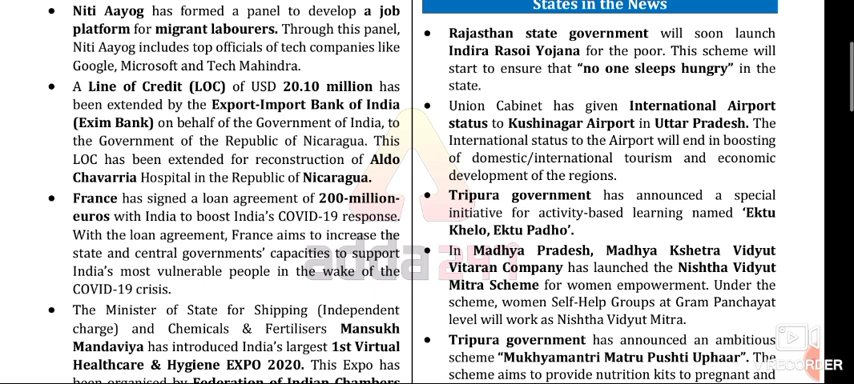 Niti Aayog has formed a panel to develop a job
platform for migrant labourers. Through this panel,
Niti Aayog includes top officials of tech companies like
Google, Microsoft and Tech Mahindra.
A Line of Credit (LOC) of USD 20.10 million has
been extended by the Export-Import Bank of India
(Exim Bank) on behalf of the Government of India, to
the Government of the Republic of Nicaragua. This
LOC has been extended for reconstruction of Aldo
Chavarria Hospital in the Republic of Nicaragua.
France has signed a loan agreement of 200-million-
euros with India to boost India's COVID-19 response.
With the loan agreement, France aims to increase the
state and central governments' capacities to support
India's most vulnerable people in the wake of the
COVID-19 crisis.
The Minister of State for Shipping (Independent
charge) and Chemicals & Fertilisers Mansukh
Mandaviya has introduced India's largest 1st Virtual
Healthcare & Hygiene EXPO 2020. This Expo has
been organised by Federation of Indian Chambers
States in the News
Rajasthan state government will soon launch
Indira Rasoi Yojana for the poor. This scheme will
start to ensure that "no one sleeps hungry" in the
state.
Union Cabinet has given International Airport
status to Kushinagar Airport in Uttar Pradesh. The
International status to the Airport will end in boosting
of domestic/international tourism and economic
development of the regions.
Tripura government has announced a special
initiative for activity-based learning named 'Ektu
Khelo, Ektu Padho'.
In Madhya Pradesh, Madhya Kshetra Vidyut
Vitaran Company has launched the Nishtha Vidyut
Mitra Scheme for women empowerment. Under the
scheme, women Self-Help Groups at Gram Panchayat
level will work as Nishtha Vidyut Mitra.
Tripura government has announced an ambitious
scheme "Mukhyamantri Matru Pushti Uphaar". The
scheme aims to provide nutrition kits to pregnant and
adda241
VIRECORDER